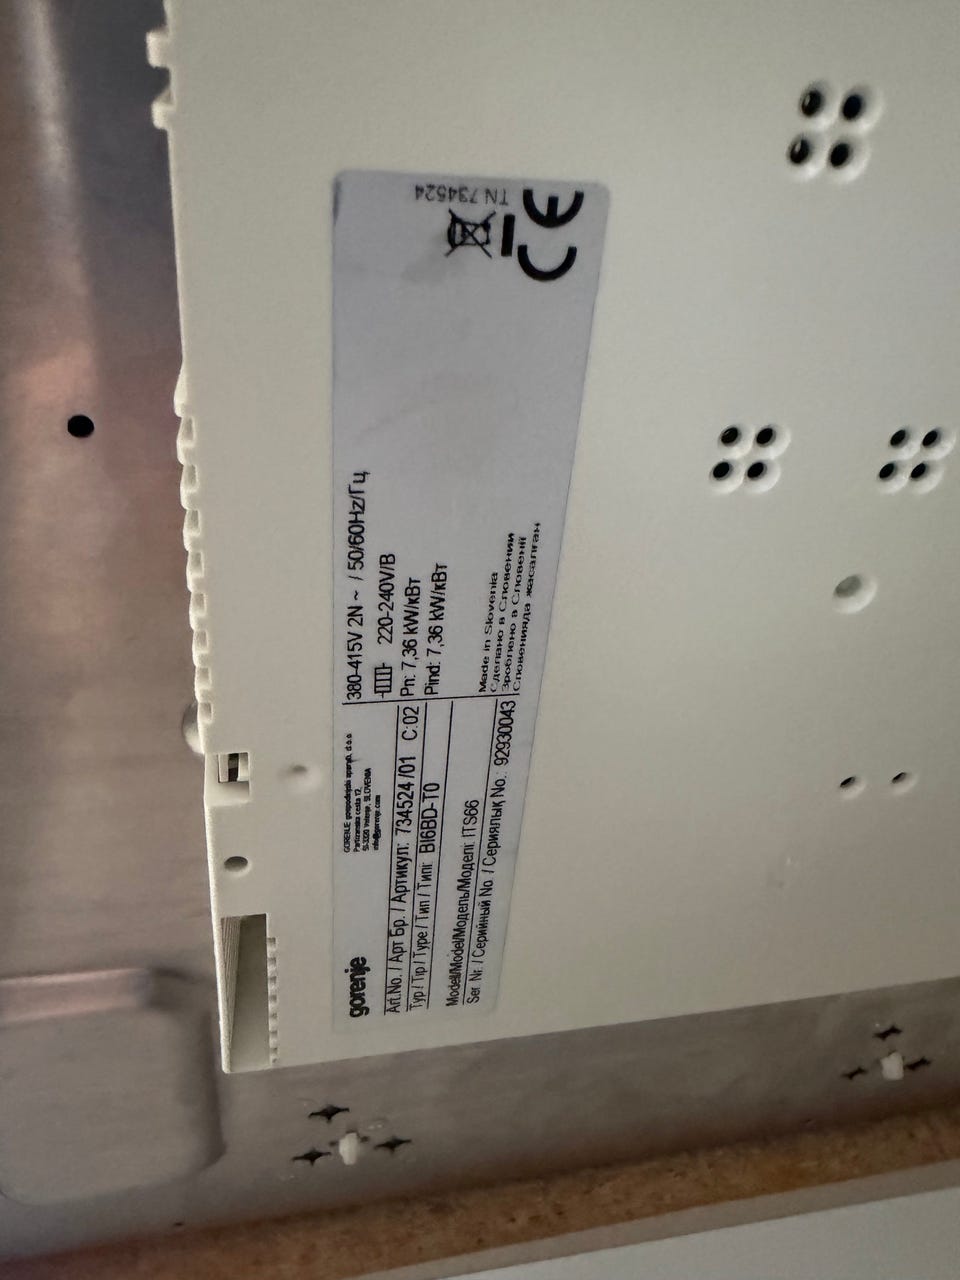 gorenje
GORENJE gospodinjski aparati, d.o.o.
Partizanska cesta 12,
SI-3320 Velenje, SLOVENIA
info@gorenje.com
Art.No. / Арт Бр. / Артикул: 734524/01 C:02
Typ / Tip / Type / Тип / Типі: BI6BD-T0
Modell/Model/Модель/Моделі: ITS66
Ser. Nr. / Серийный No. / Сериялық No.: 92930043
380-415V 2N ~ / 50/60Hz/Гц
220-240V/В
Pn: 7,36 kW/кВт
Pind: 7,36 kW/кВт
Made in Slovenia
Сделано в Словении
Зроблено в Словенії
Словенияда жасалған
CE
TN 734524